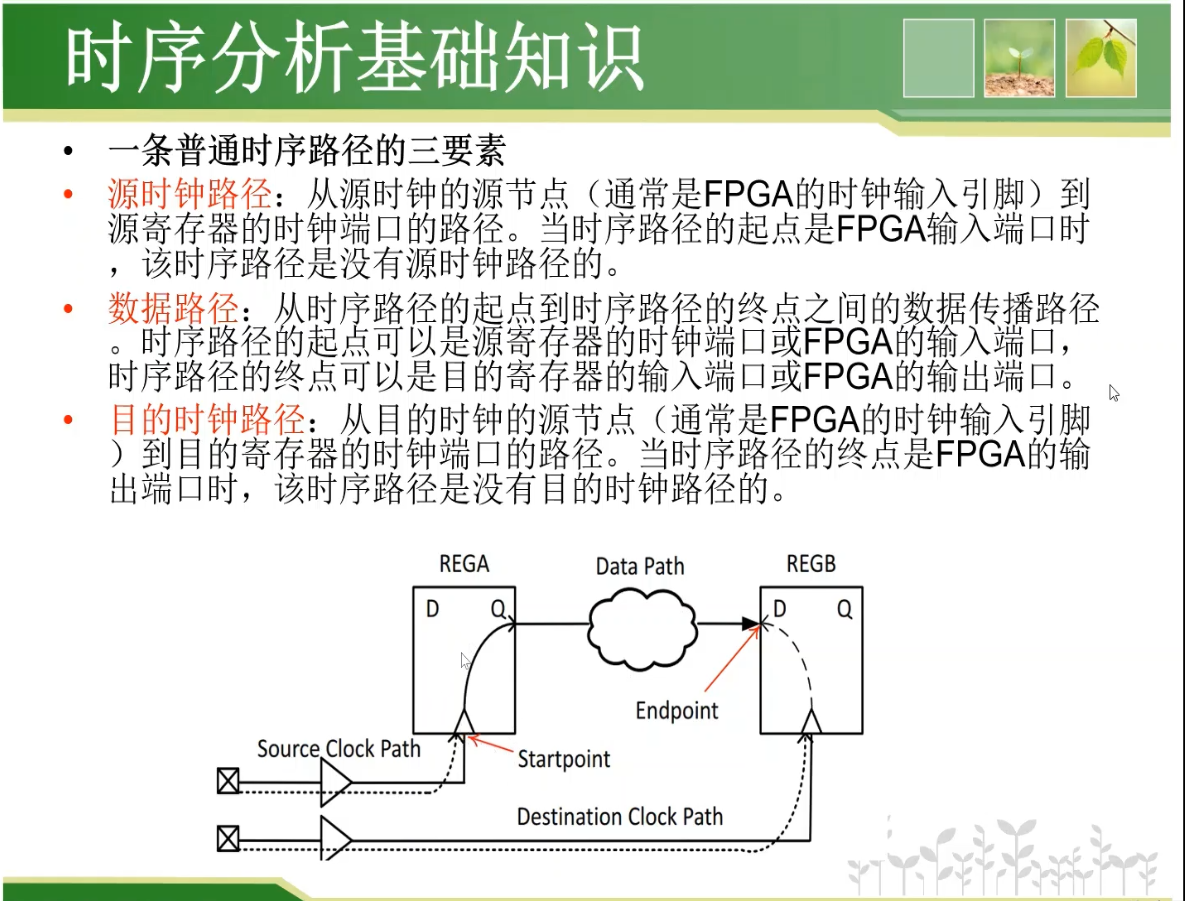 时序分析基础知识
• 一条普通时序路径的三要素
• 源时钟路径：从源时钟的源节点（通常是FPGA的时钟输入引脚）到
源寄存器的时钟端口的路径。当时序路径的起点是FPGA输入端口时
，该时序路径是没有源时钟路径的。
• 数据路径：从时序路径的起点到时序路径的终点之间的数据传播路径
。时序路径的起点可以是源寄存器的时钟端口或FPGA的输入端口，
时序路径的终点可以是目的寄存器的输入端口或FPGA的输出端口。
• 目的时钟路径：从目的时钟的源节点（通常是FPGA的时钟输入引脚
）到目的寄存器的时钟端口的路径。当时序路径的终点是FPGA的输
出端口时，该时序路径是没有目的时钟路径的。
REGA
Data Path
REGB
D
Q
D
Q
Endpoint
Source Clock Path
Startpoint
Destination Clock Path